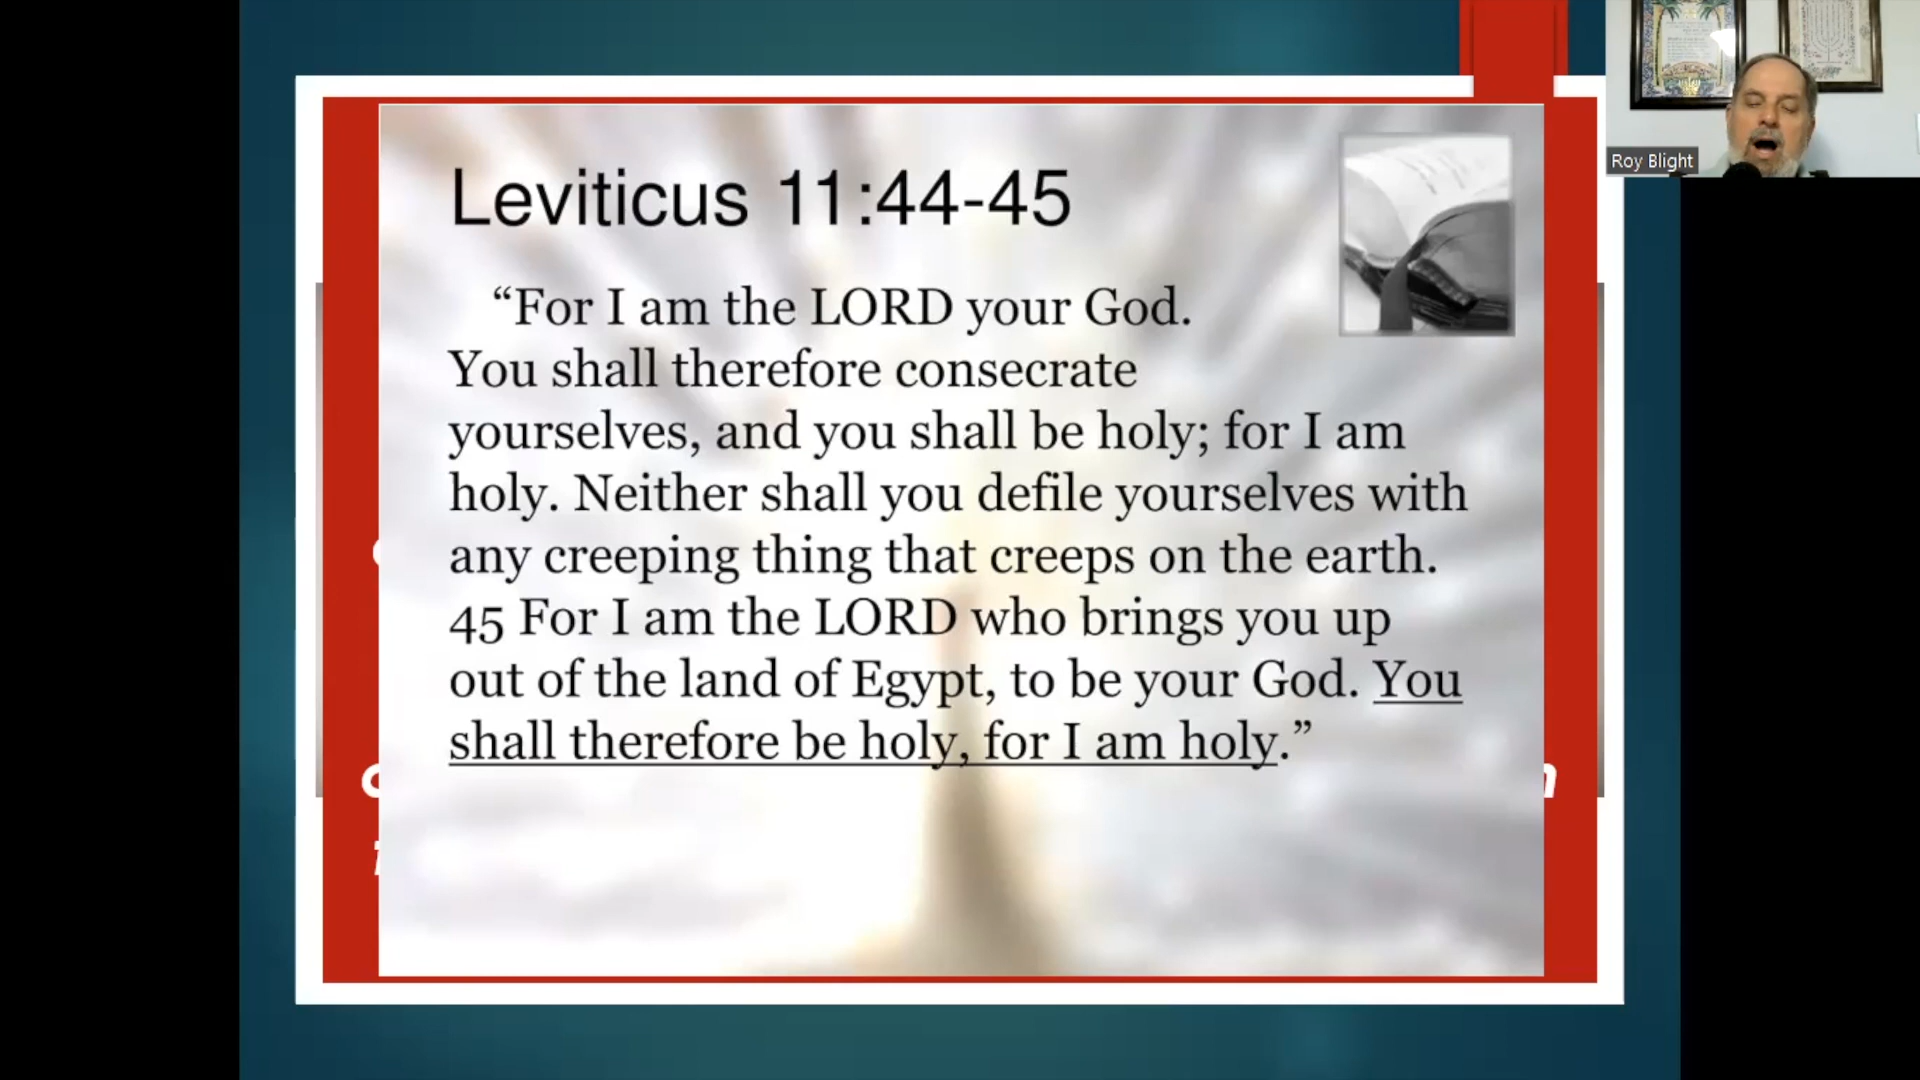 Leviticus 11:44-45
“For I am the LORD your God.
You shall therefore consecrate
yourselves, and you shall be holy; for I am
holy. Neither shall you defile yourselves with
any creeping thing that creeps on the earth.
45 For I am the LORD who brings you up
out of the land of Egypt, to be your God. You
shall therefore be holy, for I am holy.”
Roy Blight